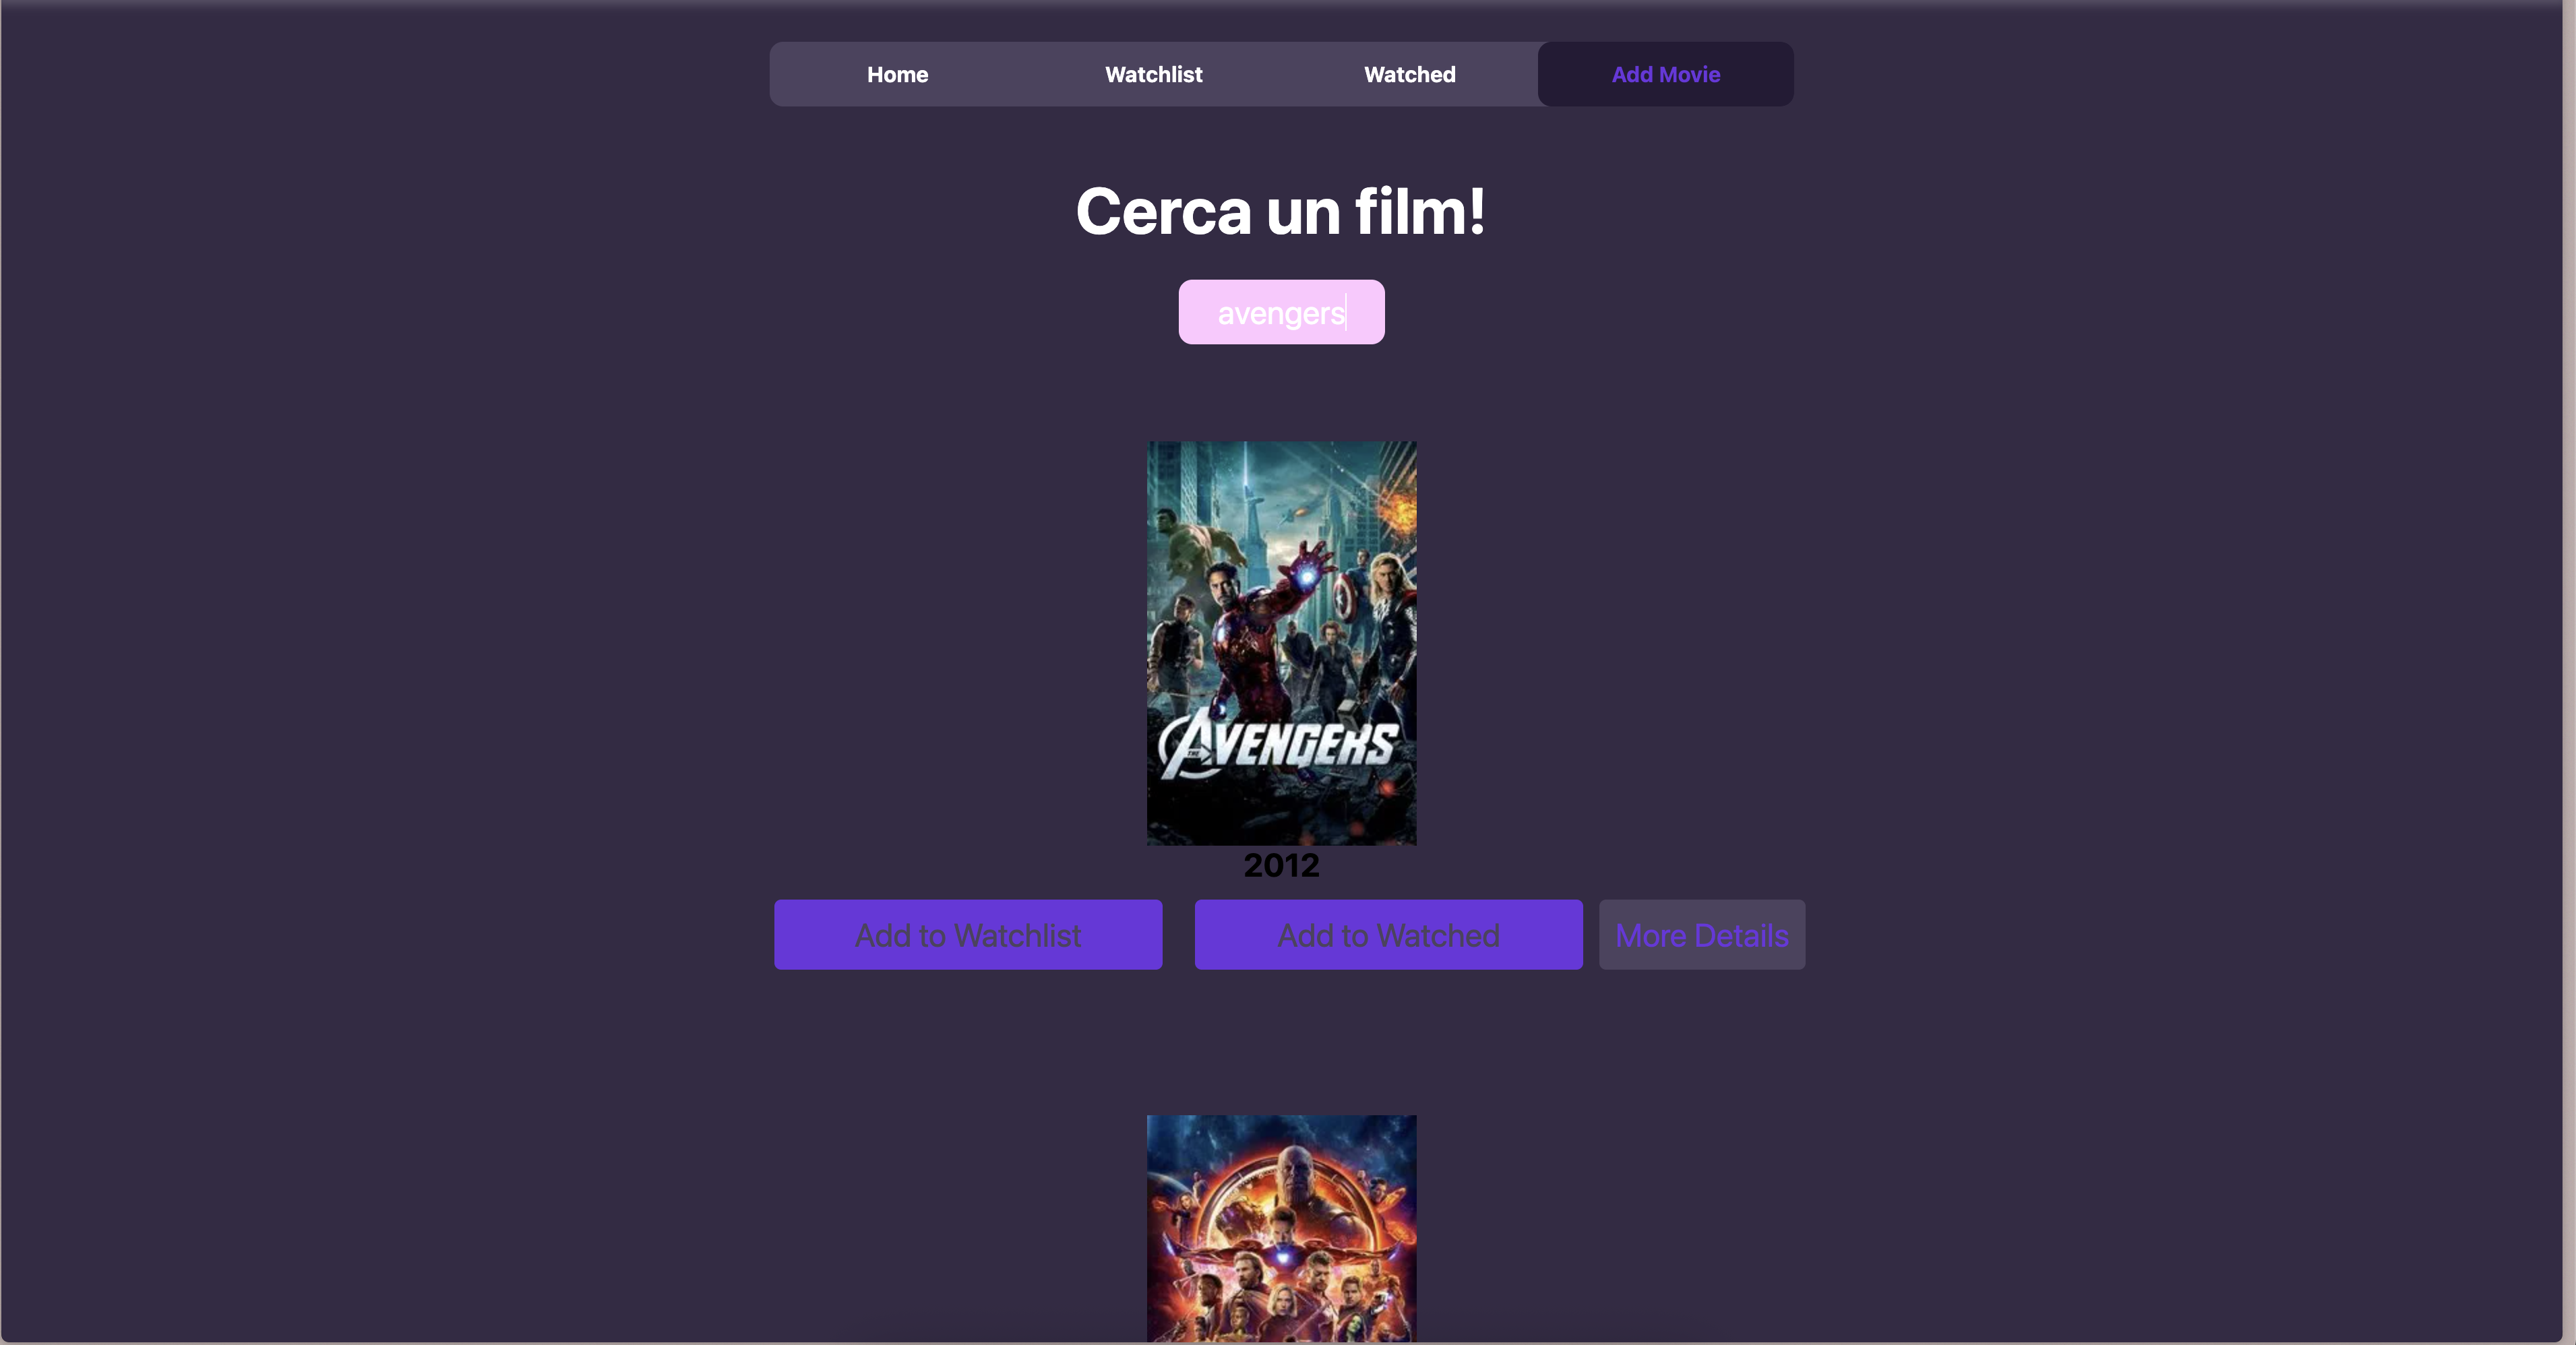 Home Watchlist Watched Add Movie
Cerca un film!
avengers
THE AVENGERS
2012
Add to Watchlist Add to Watched More Details